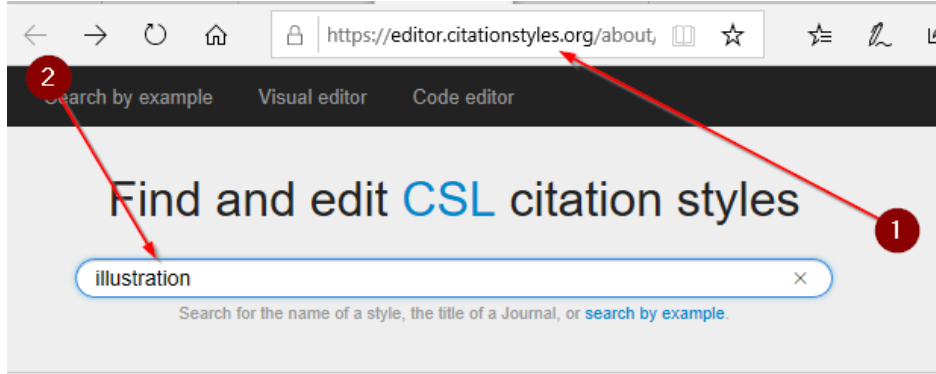 https://editor.citationstyles.org/about,
2
Search by example Visual editor Code editor
Find and edit CSL citation styles
1
illustration
Search for the name of a style, the title of a Journal, or search by example.